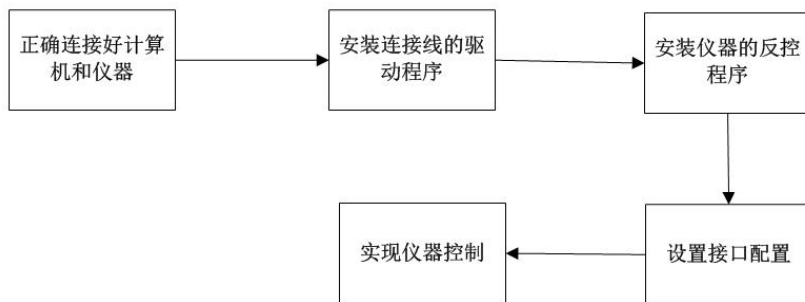 正确连接好计算
机和仪器
安装连接线的驱
动程序
安装仪器的反控
程序
设置接口配置
实现仪器控制